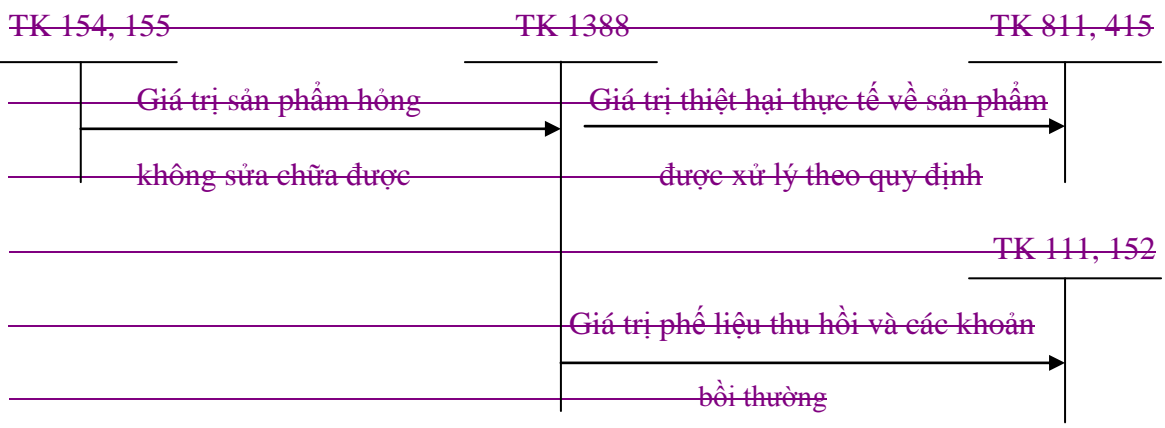 TK 154, 155 TK 1388 TK 811, 415
Giá trị sản phẩm hỏng Giá trị thiệt hại thực tế về sản phẩm
không sửa chữa được được xử lý theo quy định
TK 111, 152
Giá trị phế liệu thu hồi và các khoản
bồi thường